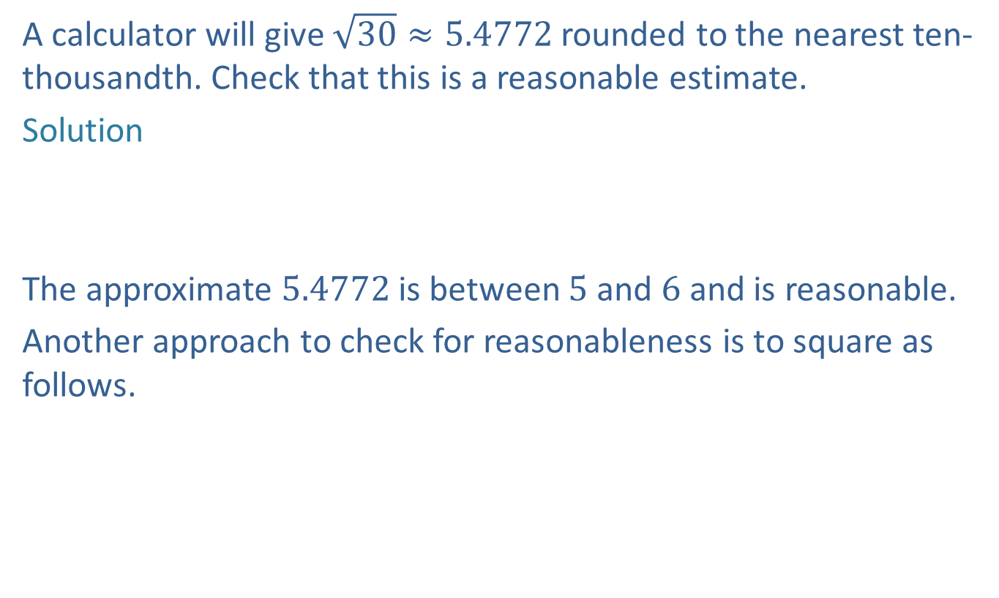 A calculator will give √30 ≈ 5.4772 rounded to the nearest ten-
thousandth. Check that this is a reasonable estimate.
Solution
The approximate 5.4772 is between 5 and 6 and is reasonable.
Another approach to check for reasonableness is to square as
follows.